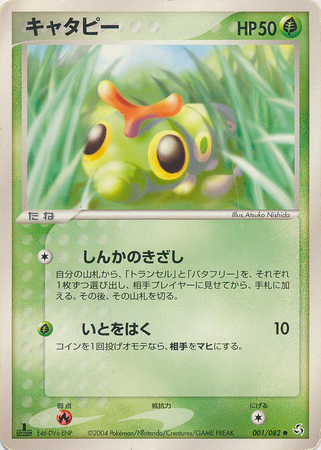 キャタピー HP50
たね Illus.Atsuko Nishida
しんかのきざし
自分の山札から、「トランセル」と「バタフリー」を、それぞれ
1枚ずつ選び出し、相手プレイヤーに見せてから、手札に加
える。その後、その山札を切る。
いとをはく 10
コインを1回投げオモテなら、相手をマヒにする。
弱点 抵抗力 にげる
1
E46 DV6 ENP ©2004 Pokémon/Nintendo/Creatures/GAME FREAK 001/082 ●